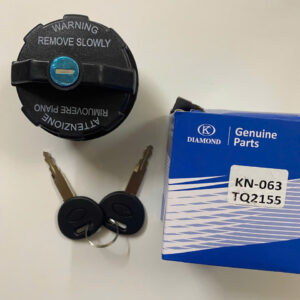 WARNING
REMOVE SLOWLY
ATTENZIONE
RIMUOVERE PIANO
K
DIAMOND
Genuine
Parts
KN-063
TQ2155